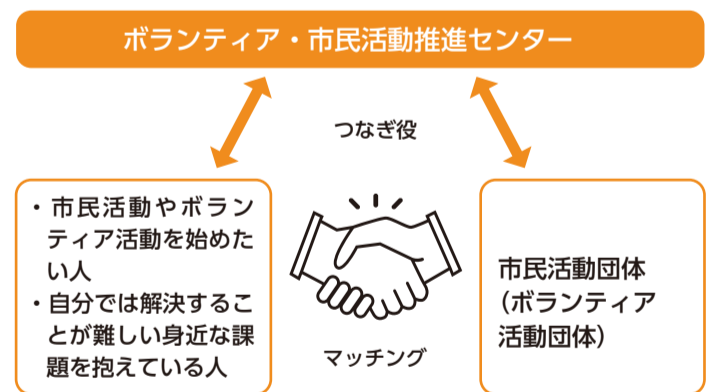 ボランティア・市民活動推進センター
つなぎ役
・市民活動やボラン
ティア活動を始めた
い人
・自分では解決するこ
とが難しい身近な課
題を抱えている人
マッチング
市民活動団体
（ボランティア
活動団体）